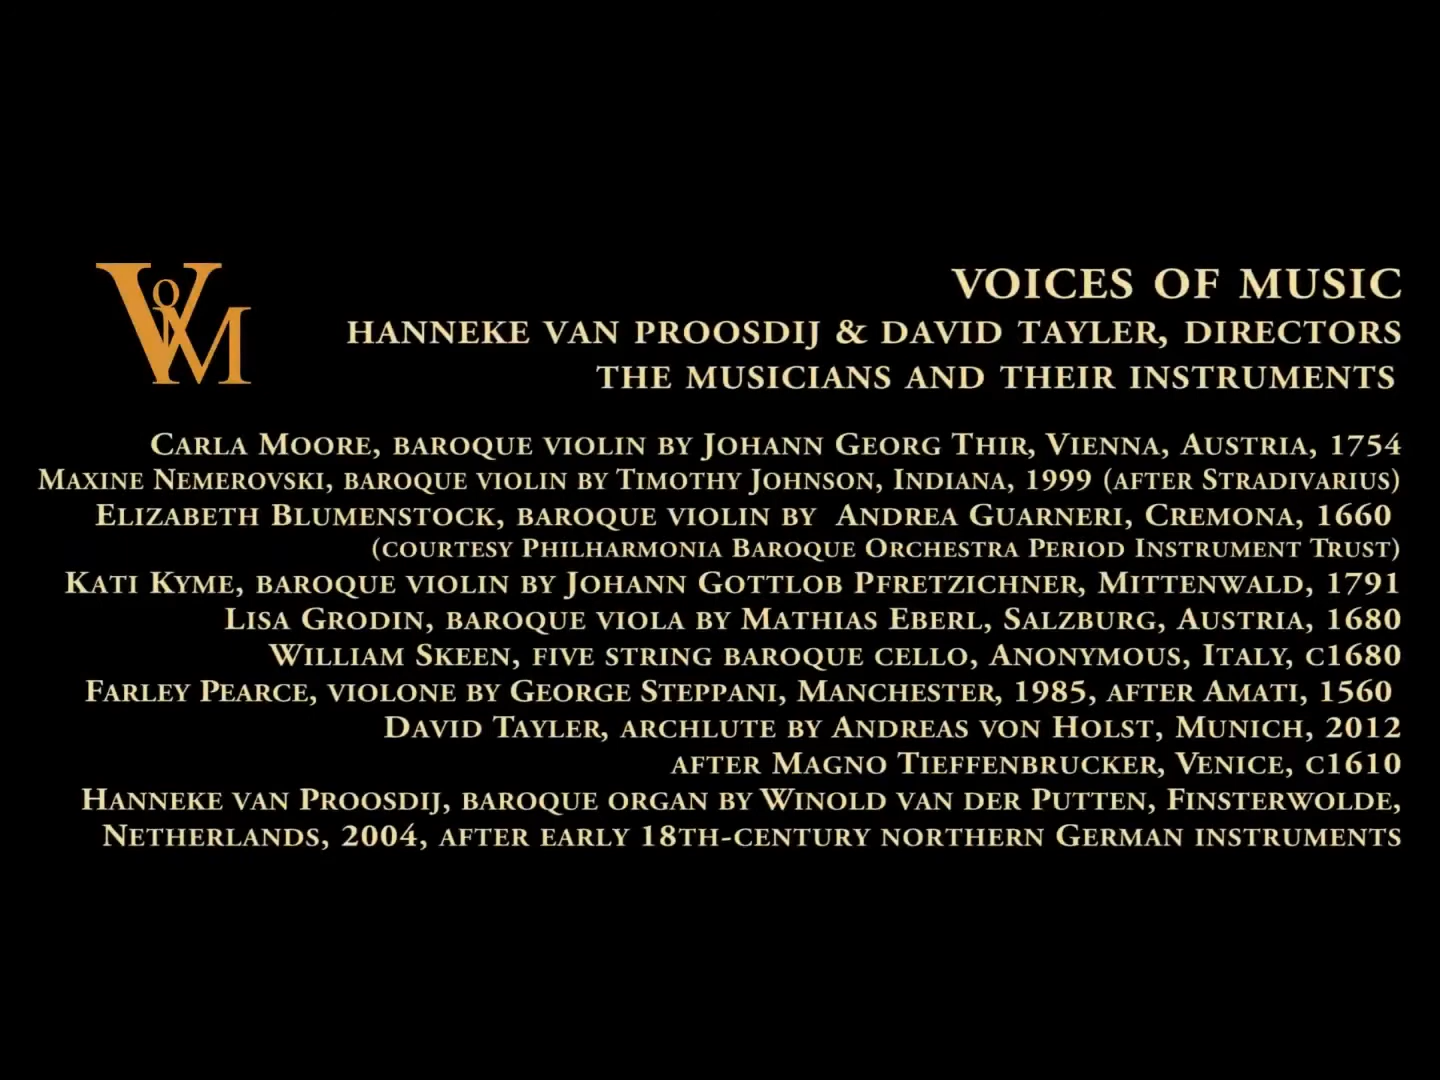 VoM
VOICES OF MUSIC
HANNEKE VAN PROOSDIJ & DAVID TAYLER, DIRECTORS
THE MUSICIANS AND THEIR INSTRUMENTS
CARLA MOORE, BAROQUE VIOLIN BY JOHANN GEORG THIR, VIENNA, AUSTRIA, 1754
MAXINE NEMEROVSKI, BAROQUE VIOLIN BY TIMOTHY JOHNSON, INDIANA, 1999 (AFTER STRADIVARIUS)
ELIZABETH BLUMENSTOCK, BAROQUE VIOLIN BY ANDREA GUARNERI, CREMONA, 1660
(COURTESY PHILHARMONIA BAROQUE ORCHESTRA PERIOD INSTRUMENT TRUST)
KATI KYME, BAROQUE VIOLIN BY JOHANN GOTTLOB PFRETZICHNER, MITTENWALD, 1791
LISA GRODIN, BAROQUE VIOLA BY MATHIAS EBERL, SALZBURG, AUSTRIA, 1680
WILLIAM SKEEN, FIVE STRING BAROQUE CELLO, ANONYMOUS, ITALY, C1680
FARLEY PEARCE, VIOLONE BY GEORGE STEPPANI, MANCHESTER, 1985, AFTER AMATI, 1560
DAVID TAYLER, ARCHLUTE BY ANDREAS VON HOLST, MUNICH, 2012
AFTER MAGNO TIEFFENBRUCKER, VENICE, C1610
HANNEKE VAN PROOSDIJ, BAROQUE ORGAN BY WINOLD VAN DER PUTTEN, FINSTERWOLDE,
NETHERLANDS, 2004, AFTER EARLY 18TH-CENTURY NORTHERN GERMAN INSTRUMENTS